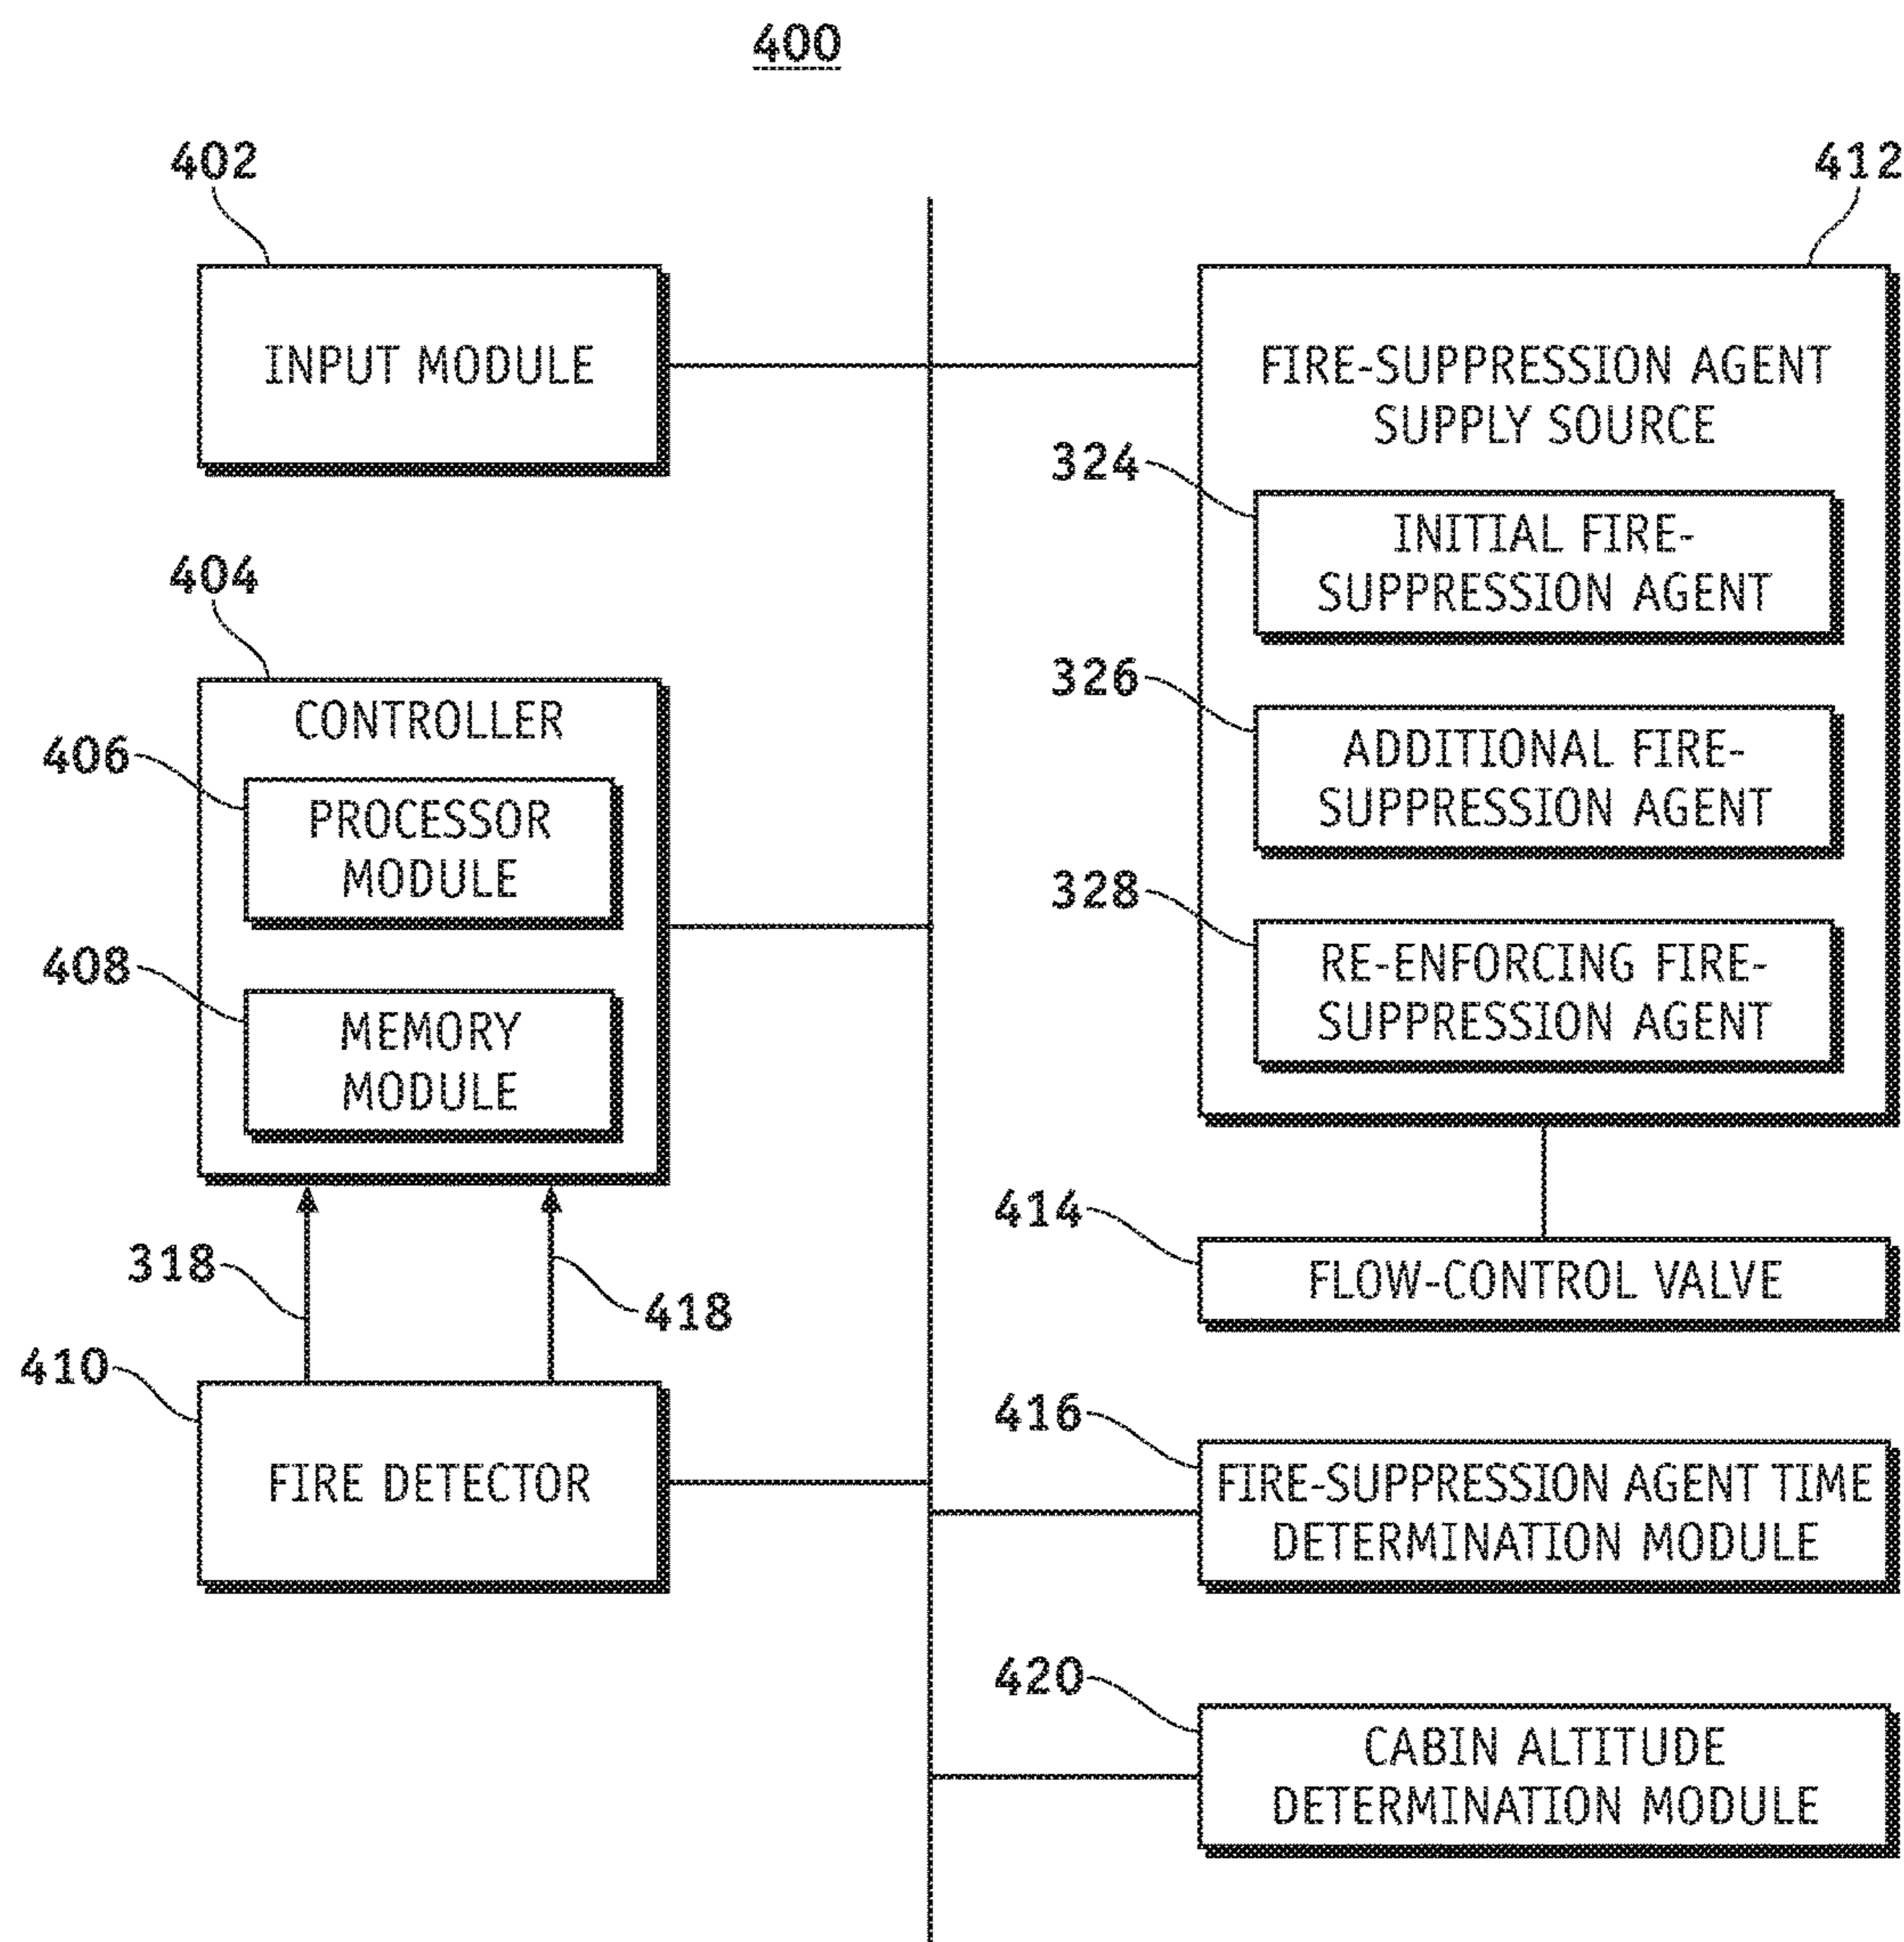 400
402
INPUT MODULE
404
CONTROLLER
406
PROCESSOR
MODULE
408
MEMORY
MODULE
318
418
410
FIRE DETECTOR
412
FIRE-SUPPRESSION AGENT
SUPPLY SOURCE
324
INITIAL FIRE-
SUPPRESSION AGENT
326
ADDITIONAL FIRE-
SUPPRESSION AGENT
328
RE-ENFORCING FIRE-
SUPPRESSION AGENT
414
FLOW-CONTROL VALVE
416
FIRE-SUPPRESSION AGENT TIME
DETERMINATION MODULE
420
CABIN ALTITUDE
DETERMINATION MODULE